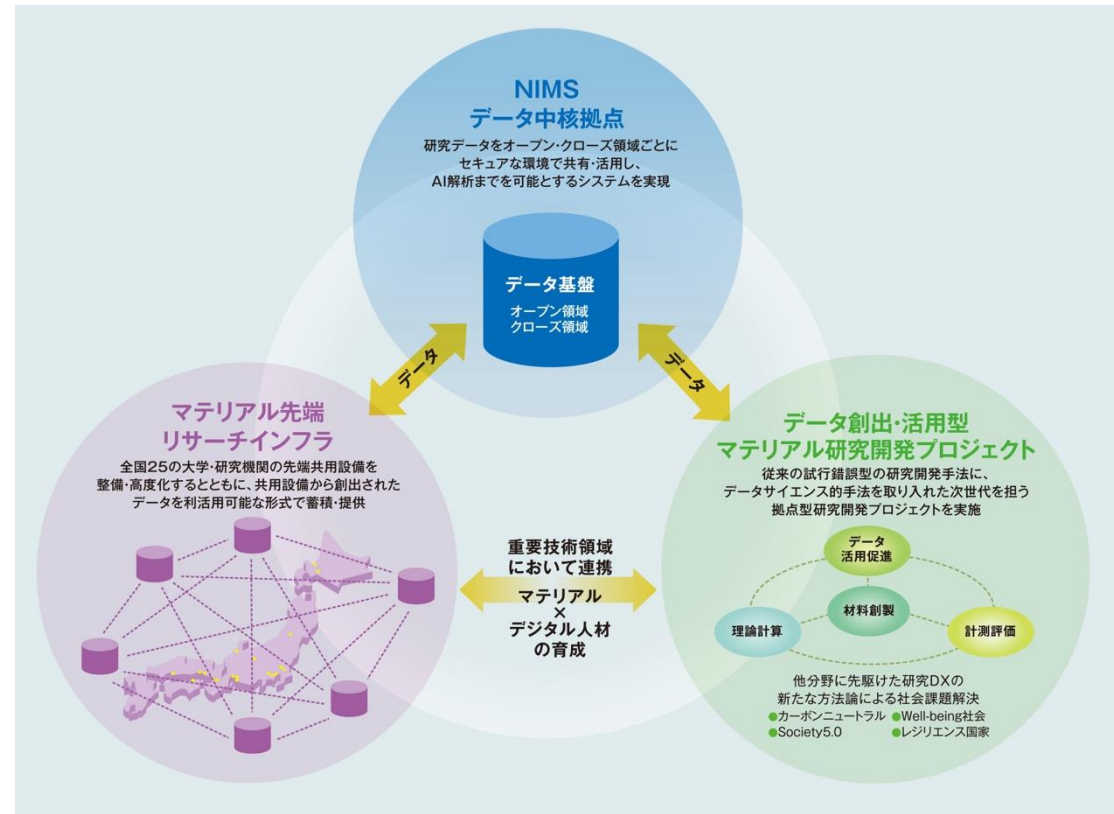 NIMS
データ中核拠点
研究データをオープン・クローズ領域ごとに
セキュアな環境で共有・活用し、
AI解析までを可能とするシステムを実現
データ基盤
オープン領域
クローズ領域
データ
データ
マテリアル先端
リサーチインフラ
全国25の大学・研究機関の先端共用設備を
整備・高度化するとともに、共用設備から創出された
データを利活用可能な形式で蓄積・提供
重要技術領域
において連携
マテリアル
×
デジタル人材
の育成
データ創出・活用型
マテリアル研究開発プロジェクト
従来の試行錯誤型の研究開発手法に、
データサイエンス的手法を取り入れた次世代を担う
拠点型研究開発プロジェクトを実施
データ
活用促進
材料創製
理論計算
計測評価
他分野に先駆けた研究DXの
新たな方法論による社会課題解決
●カーボンニュートラル ●Well-being社会
●Society5.0 ●レジリエンス国家